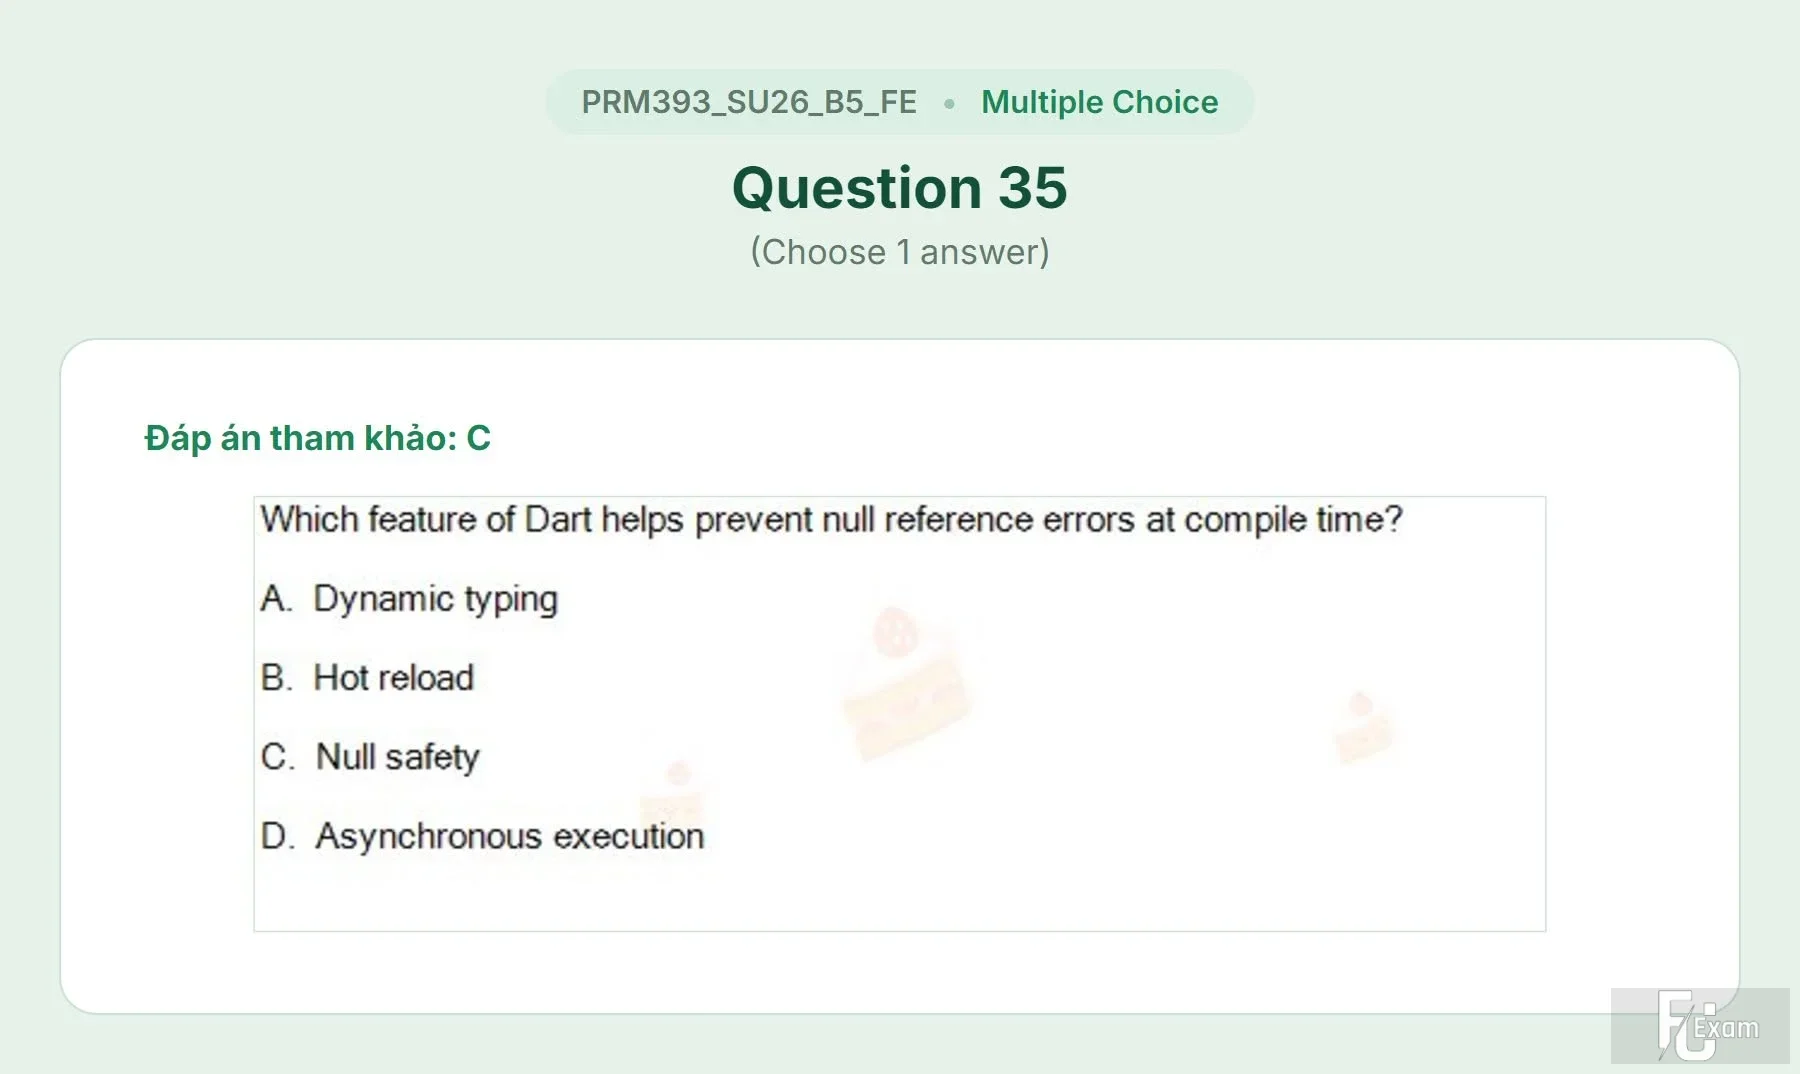 PRM393_SU26_B5_FE • Multiple Choice
Question 35
(Choose 1 answer)
Đáp án tham khảo: C
Which feature of Dart helps prevent null reference errors at compile time?
A. Dynamic typing
B. Hot reload
C. Null safety
D. Asynchronous execution
FU Exam